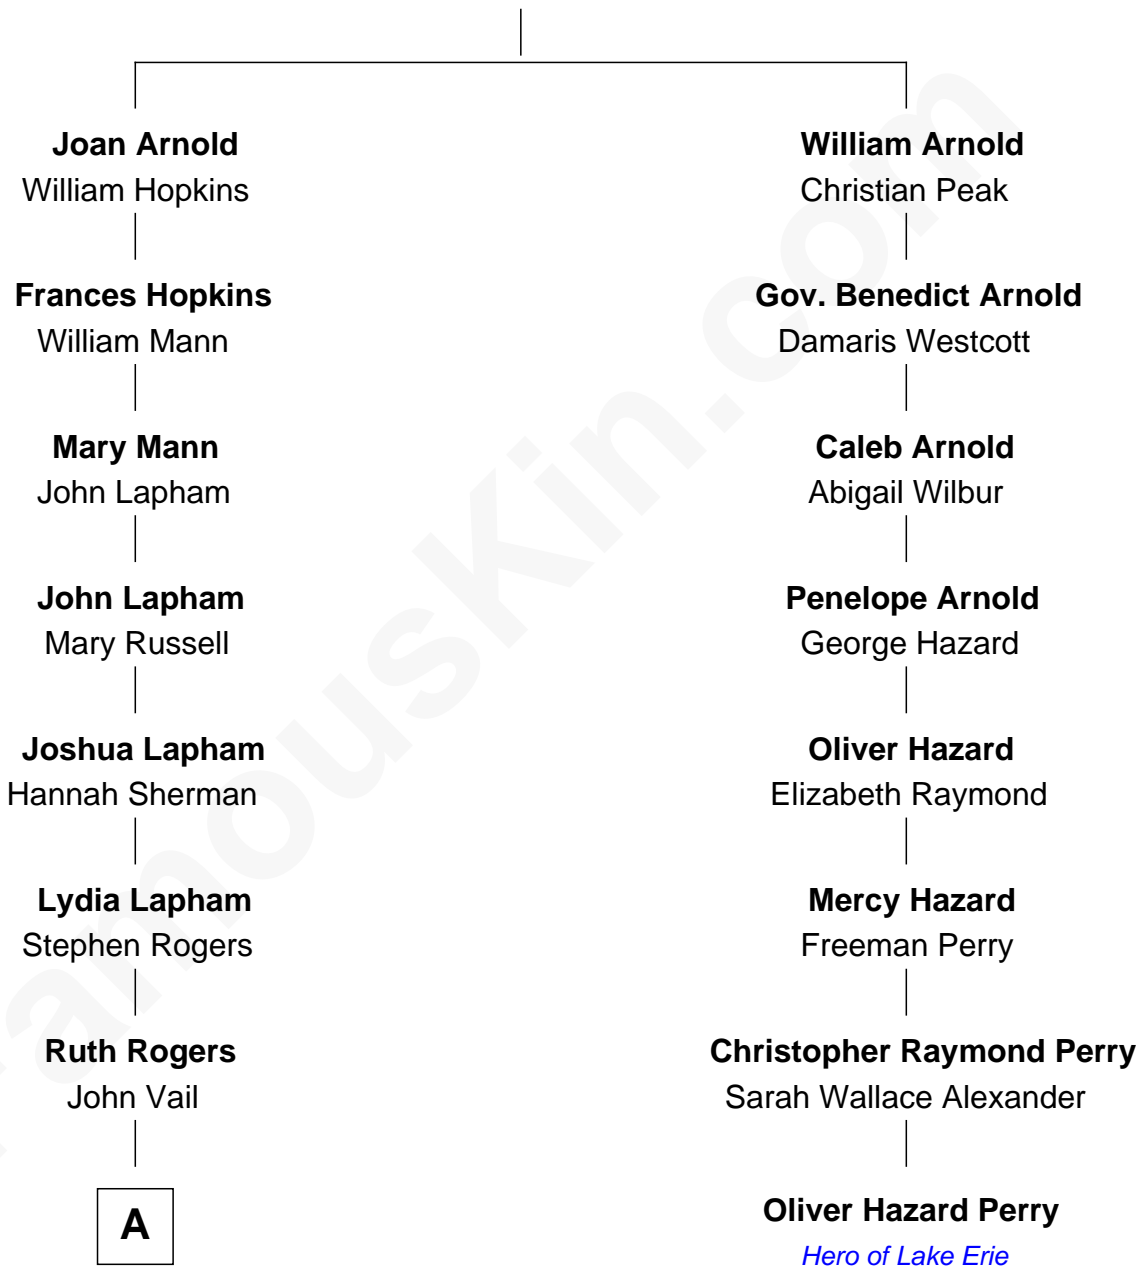 Joan Arnold
William Hopkins
Frances Hopkins
William Mann
Mary Mann
John Lapham
John Lapham
Mary Russell
Joshua Lapham
Hannah Sherman
Lydia Lapham
Stephen Rogers
Ruth Rogers
John Vail
A
William Arnold
Christian Peak
Gov. Benedict Arnold
Damaris Westcott
Caleb Arnold
Abigail Wilbur
Penelope Arnold
George Hazard
Oliver Hazard
Elizabeth Raymond
Mercy Hazard
Freeman Perry
Christopher Raymond Perry
Sarah Wallace Alexander
Oliver Hazard Perry
Hero of Lake Erie
FamousKin.com